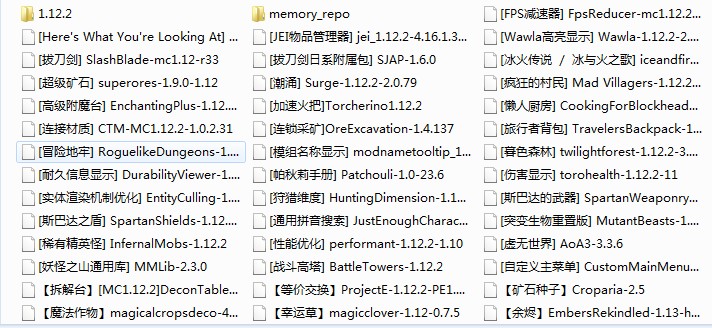 1.12.2
memory_repo
[FPS减速器] FpsReducer-mc1.12.2...
[Here's What You're Looking At] ...
[JEI物品管理器] jei_1.12.2-4.16.1.3...
[Wawla高亮显示] Wawla-1.12.2-2....
[拔刀剑] SlashBlade-mc1.12-r33
[拔刀剑日系附属包] SJAP-1.6.0
[冰火传说 / 冰与火之歌] iceandfir...
[超级矿石] superores-1.9.0-1.12
[潮涌] Surge-1.12.2-2.0.79
[疯狂的村民] Mad Villagers-1.12.2...
[高级附魔台] EnchantingPlus-1.12....
[加速火把]Torcherino1.12.2
[懒人厨房] CookingForBlockhead...
[连接材质] CTM-MC1.12.2-1.0.2.31
[连锁采矿]OreExcavation-1.4.137
[旅行者背包] TravelersBackpack-1...
[冒险地牢] RoguelikeDungeons-1....
[模组名称显示] modnametooltip_1...
[暮色森林] twilightforest-1.12.2-3....
[耐久信息显示] DurabilityViewer-1...
[帕秋莉手册] Patchouli-1.0-23.6
[伤害显示] torohealth-1.12.2-11
[实体渲染机制优化] EntityCulling-1....
[狩猎维度] HuntingDimension-1.1...
[斯巴达的武器] SpartanWeaponry...
[斯巴达之盾] SpartanShields-1.12...
[通用拼音搜索] JustEnoughCharac...
[突变生物重置版] MutantBeasts-1....
[稀有精英怪] InfernalMobs-1.12.2
[性能优化] performant-1.12.2-1.10
[虚无世界] AoA3-3.3.6
[妖怪之山通用库] MMLib-2.3.0
[战斗高塔] BattleTowers-1.12.2
[自定义主菜单] CustomMainMenu...
【拆解台】[MC1.12.2]DeconTable...
【等价交换】ProjectE-1.12.2-PE1....
【矿石种子】Croparia-2.5
【魔法作物】magicalcropsdeco-4...
【幸运草】magicclover-1.12-0.7.5
【余烬】EmbersRekindled-1.13-h...